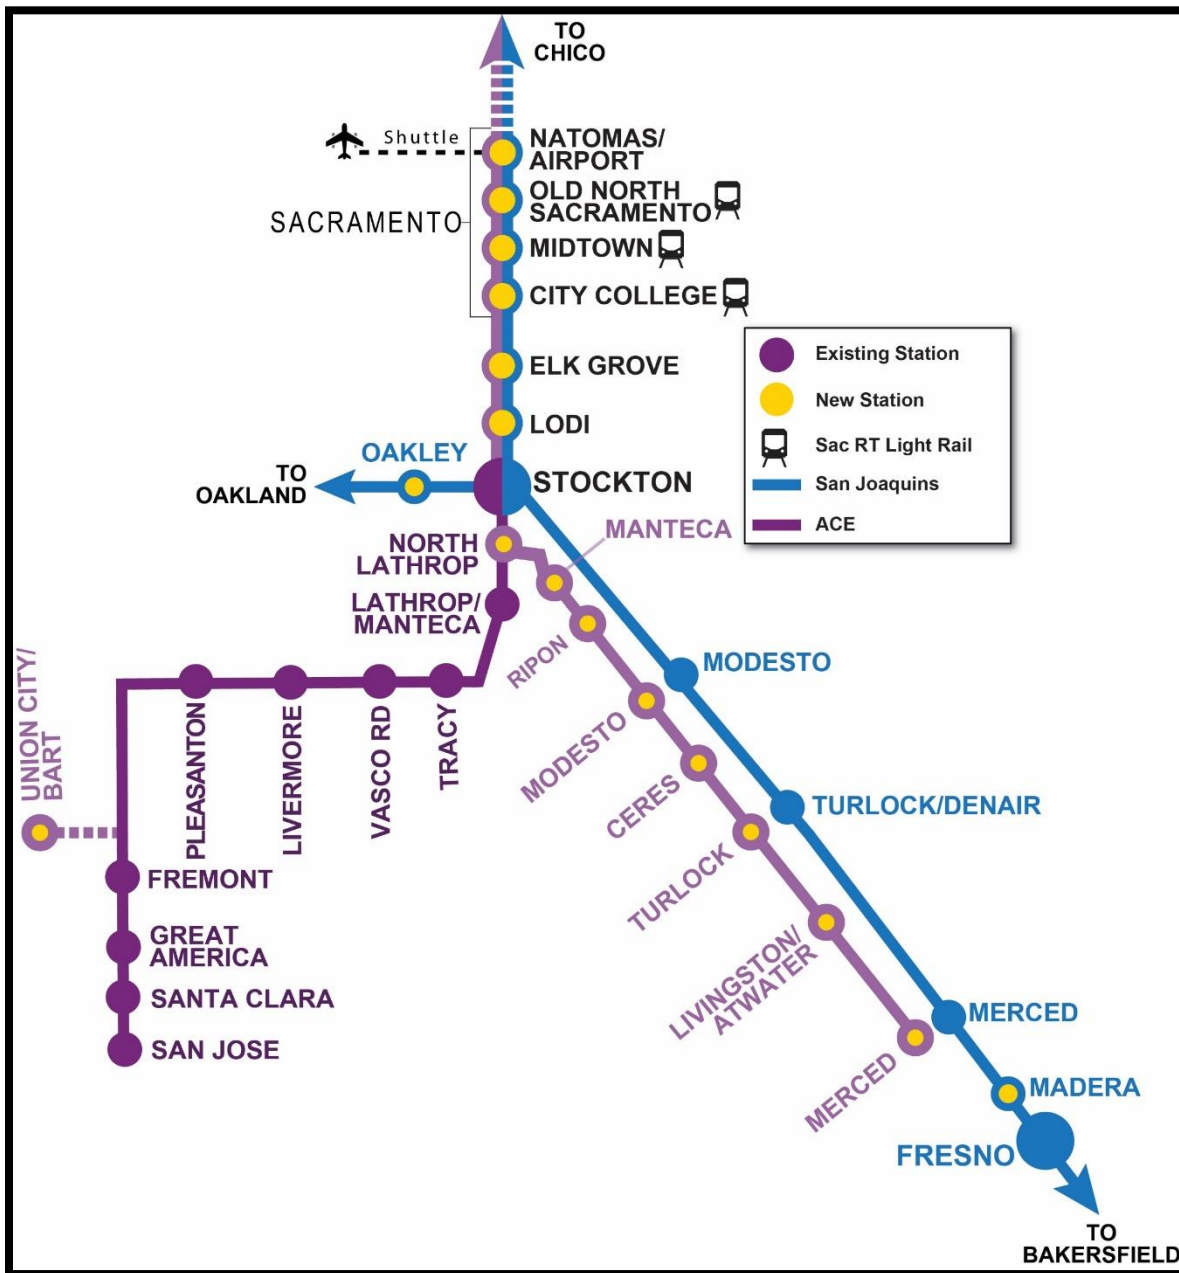 TO
CHICO
Shuttle
NATOMAS/
AIRPORT
OLD NORTH
SACRAMENTO
SACRAMENTO
MIDTOWN
CITY COLLEGE
ELK GROVE
LODI
Existing Station
New Station
Sac RT Light Rail
San Joaquins
ACE
OAKLEY
TO
OAKLAND
STOCKTON
MANTECA
NORTH
LATHROP
LATHROP/
MANTECA
RIPON
MODESTO
MODESTO
CERES
TURLOCK/DENAIR
TURLOCK
LIVINGSTON/
ATWATER
MERCED
MERCED
MADERA
FRESNO
TO
BAKERSFIELD
UNION CITY/
BART
PLEASANTON
LIVERMORE
VASCO RD
TRACY
FREMONT
GREAT
AMERICA
SANTA CLARA
SAN JOSE